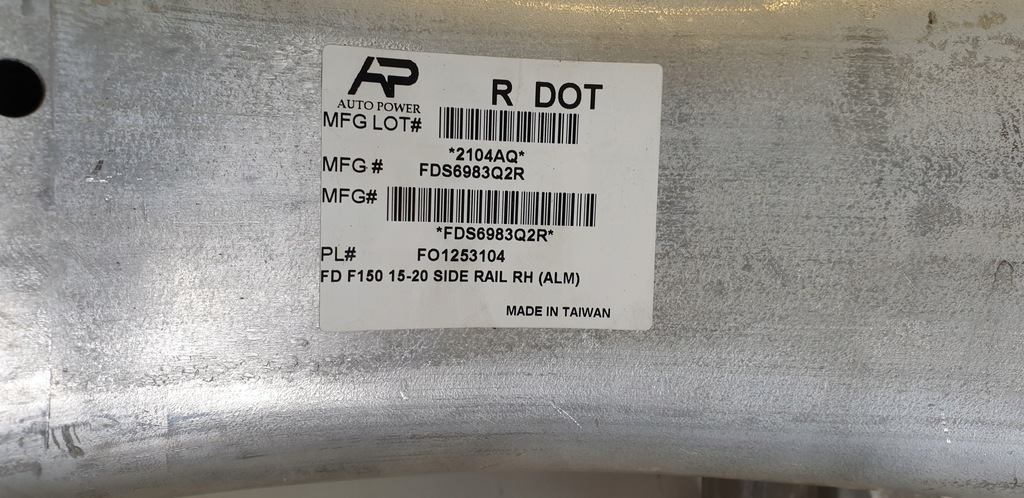 AP
AUTO POWER
R DOT
MFG LOT#
*2104AQ*
MFG # FDS6983Q2R
MFG#
*FDS6983Q2R*
PL# FO1253104
FD F150 15-20 SIDE RAIL RH (ALM)
MADE IN TAIWAN